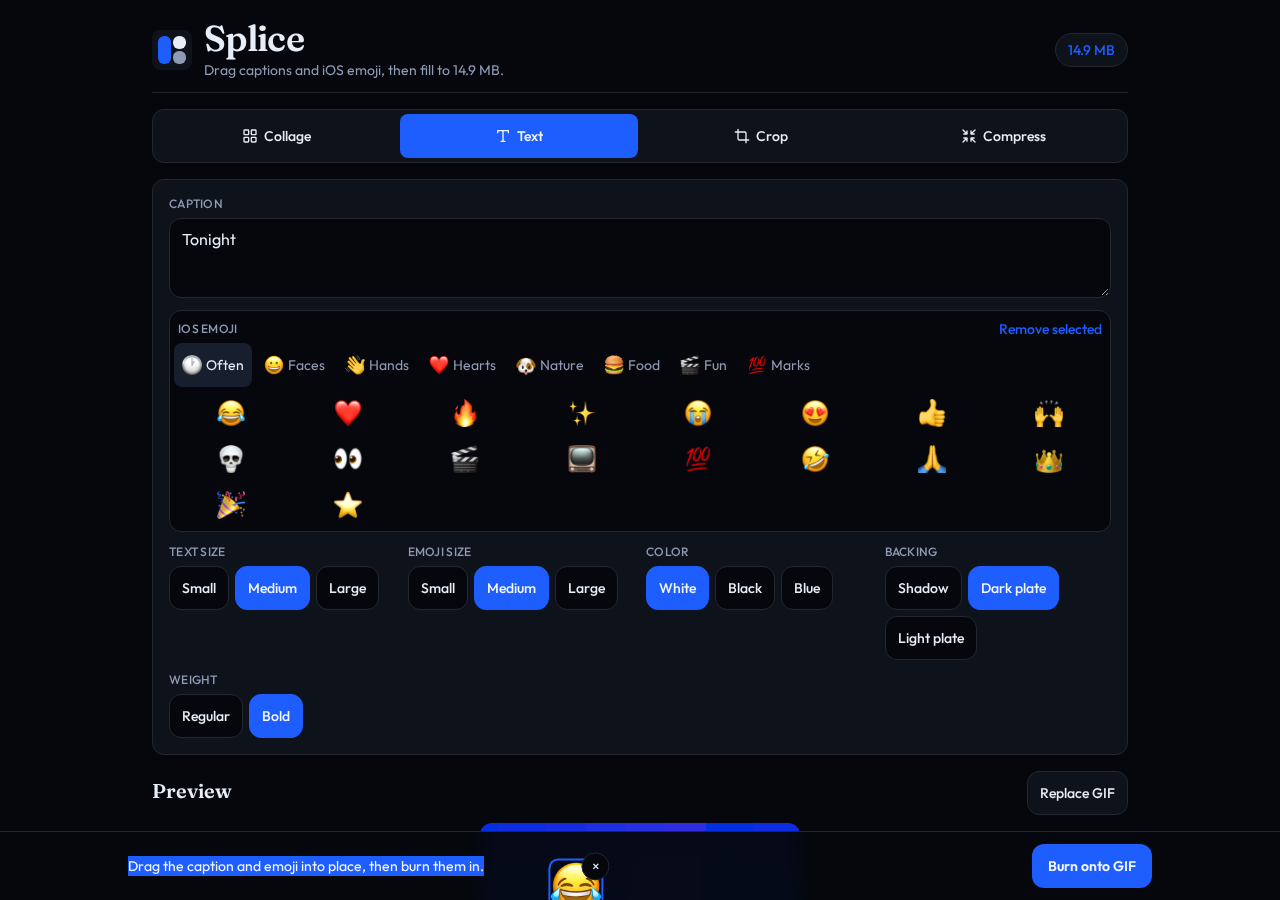 Splice
Drag captions and iOS emoji, then fill to 14.9 MB.
14.9 MB
Collage
Text
Crop
Compress
CAPTION
Tonight
IOS EMOJI
Remove selected
Often
Faces
Hands
Hearts
Nature
Food
Fun
Marks
TEXT SIZE
Small
Medium
Large
EMOJI SIZE
Small
Medium
Large
COLOR
White
Black
Blue
BACKING
Shadow
Dark plate
Light plate
WEIGHT
Regular
Bold
Preview
Replace GIF
Drag the caption and emoji into place, then burn them in.
Burn onto GIF